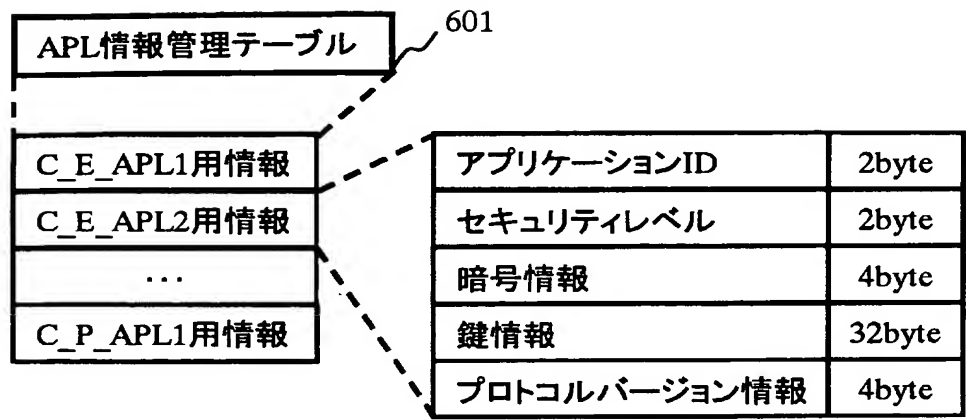 601
APL情報管理テーブル
C_E_APL1用情報
C_E_APL2用情報
...
C_P_APL1用情報
アプリケーションID 2byte
セキュリティレベル 2byte
暗号情報 4byte
鍵情報 32byte
プロトコルバージョン情報 4byte